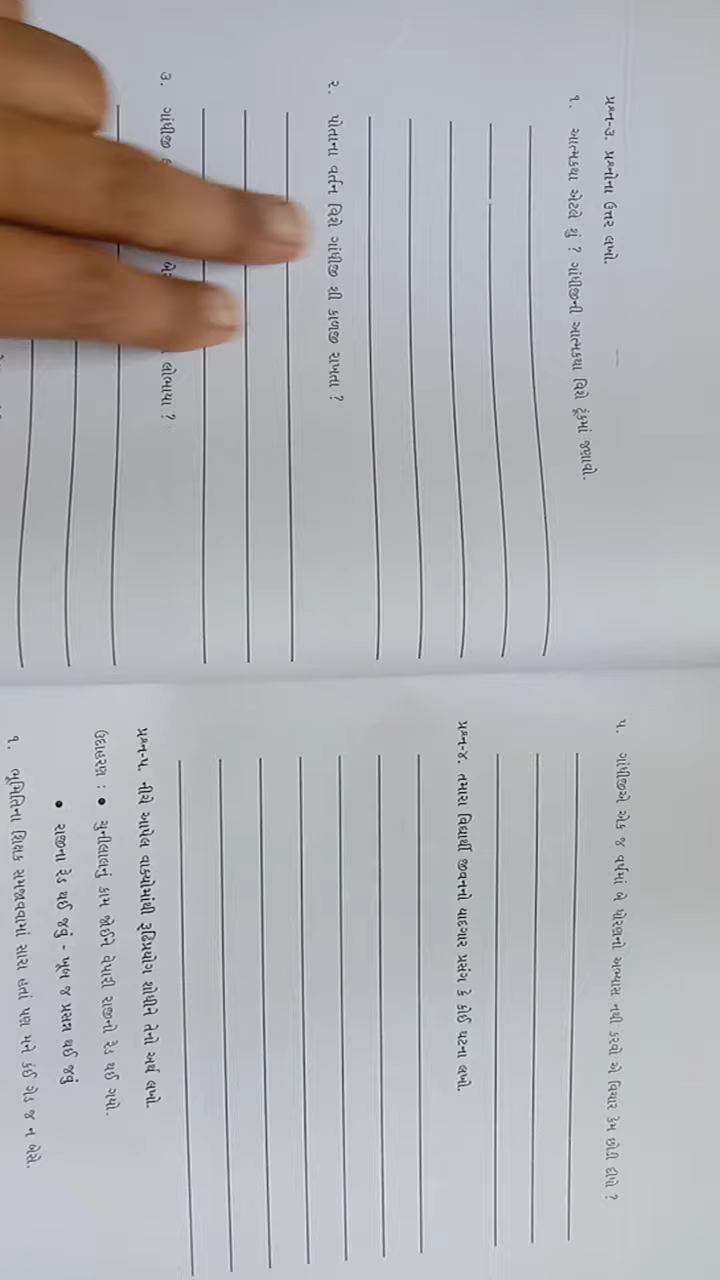 પ્રશ્ન-૩. પ્રશ્નોના ઉત્તર લખો.
૧. આત્મકથા એટલે શું ? ગાંધીજીની આત્મકથા વિશે ટૂંકમાં જણાવો.
૨. પોતાના વર્તન વિશે ગાંધીજી શી કાળજી રાખતા ?
૩. ગાંધીજી લોભાયા ?
૫. ગાંધીજીએ એક જ વર્ષમાં બે ધોરણનો અભ્યાસ નથી કરવો એ વિચાર કેમ છોડી દીધો ?
પ્રશ્ન-૪. તમારા વિદ્યાર્થી જીવનનો યાદગાર પ્રસંગ કે કોઈ ઘટના લખો.
પ્રશ્ન-૫. નીચે આપેલ વાક્યોમાંથી રૂઢિપ્રયોગ શોધીને તેનો અર્થ લખો.
ઉદાહરણ : • ચુનીલાલનું કામ જોઈને વેપારી રાજીનો રેડ થઈ ગયો.
• રાજીના રેડ થઈ જવું - ખૂબ જ પ્રસન્ન થઈ જવું
૧. ભૂમિતિના શિક્ષક સમજાવવામાં સારા હતાં પણ મને કંઈ ગેડ જ ન બેસે.